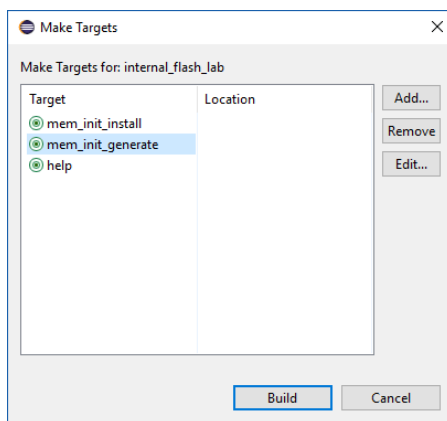 Make Targets
Make Targets for: internal_flash_lab
Target Location
mem_init_install
mem_init_generate
help
Add...
Remove
Edit...
Build Cancel